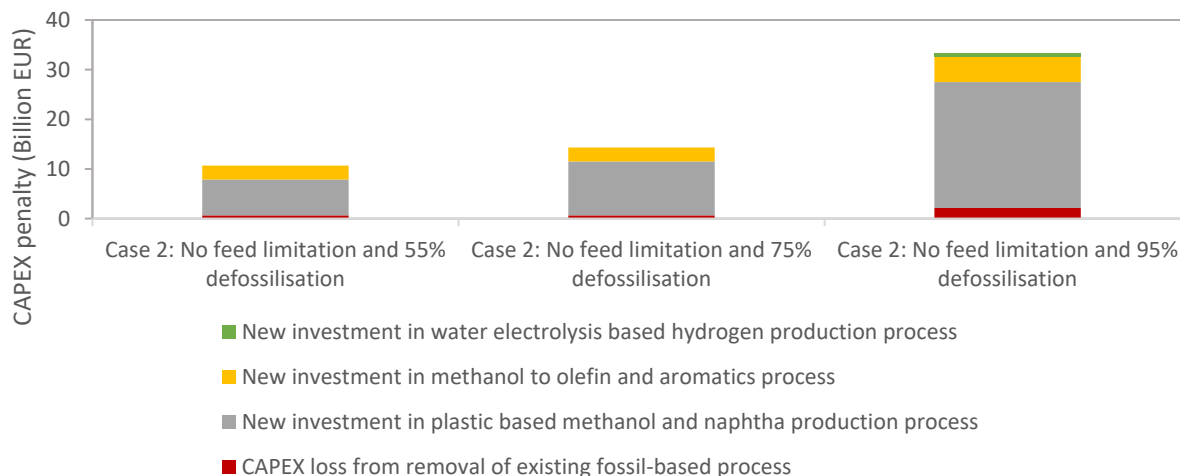 CAPEX penalty (Billion EUR)
40
30
20
10
0
Case 2: No feed limitation and 55%
defossilisation
Case 2: No feed limitation and 75%
defossilisation
Case 2: No feed limitation and 95%
defossilisation
New investment in water electrolysis based hydrogen production process
New investment in methanol to olefin and aromatics process
New investment in plastic based methanol and naphtha production process
CAPEX loss from removal of existing fossil-based process